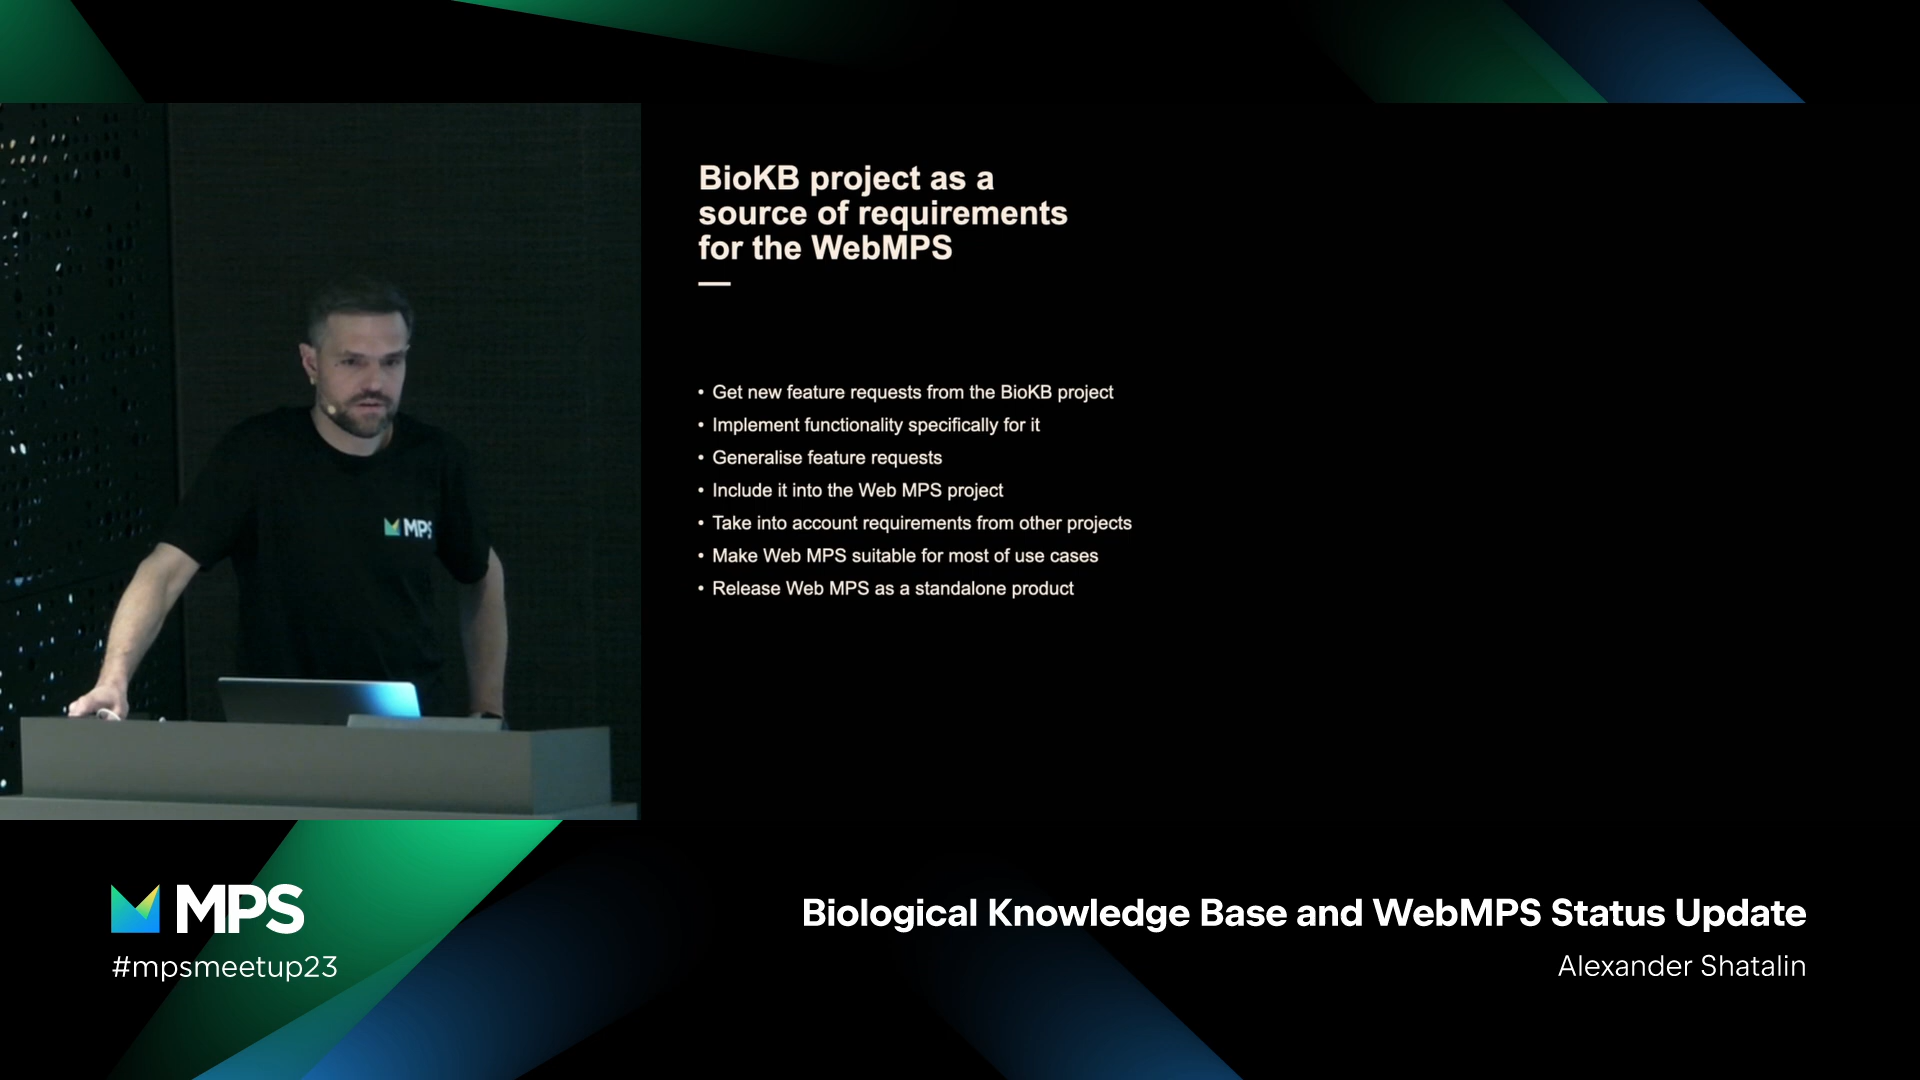 BioKB project as a
source of requirements
for the WebMPS
• Get new feature requests from the BioKB project
• Implement functionality specifically for it
• Generalise feature requests
• Include it into the Web MPS project
• Take into account requirements from other projects
• Make Web MPS suitable for most of use cases
• Release Web MPS as a standalone product
MPS
MPS
#mpsmeetup23
Biological Knowledge Base and WebMPS Status Update
Alexander Shatalin